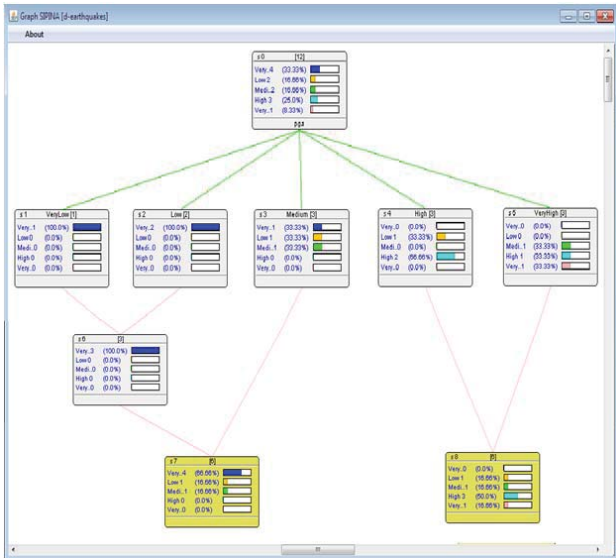 Graph SIPINA [d-earthquakes]
About
s 0 [12]
Very..4 (33.33%)
Low 2 (16.66%)
Medi..2 (16.66%)
High 3 (25.0%)
Very..1 (8.33%)
pga
s 1 VeryLow [1]
Very..1 (100.0%)
Low 0 (0.0%)
Medi..0 (0.0%)
High 0 (0.0%)
Very..0 (0.0%)
s 2 Low [2]
Very..2 (100.0%)
Low 0 (0.0%)
Medi..0 (0.0%)
High 0 (0.0%)
Very..0 (0.0%)
s 3 Medium [3]
Very..1 (33.33%)
Low 1 (33.33%)
Medi..1 (33.33%)
High 0 (0.0%)
Very..0 (0.0%)
s 4 High [3]
Very..0 (0.0%)
Low 1 (33.33%)
Medi..0 (0.0%)
High 2 (66.66%)
Very..0 (0.0%)
s 5 VeryHigh [3]
Very..0 (0.0%)
Low 0 (0.0%)
Medi..1 (33.33%)
High 1 (33.33%)
Very..1 (33.33%)
s 6 [3]
Very..3 (100.0%)
Low 0 (0.0%)
Medi..0 (0.0%)
High 0 (0.0%)
Very..0 (0.0%)
s 7 [6]
Very..4 (66.66%)
Low 1 (16.66%)
Medi..1 (16.66%)
High 0 (0.0%)
Very..0 (0.0%)
s 8 [6]
Very..0 (0.0%)
Low 1 (16.66%)
Medi..1 (16.66%)
High 3 (50.0%)
Very..1 (16.66%)